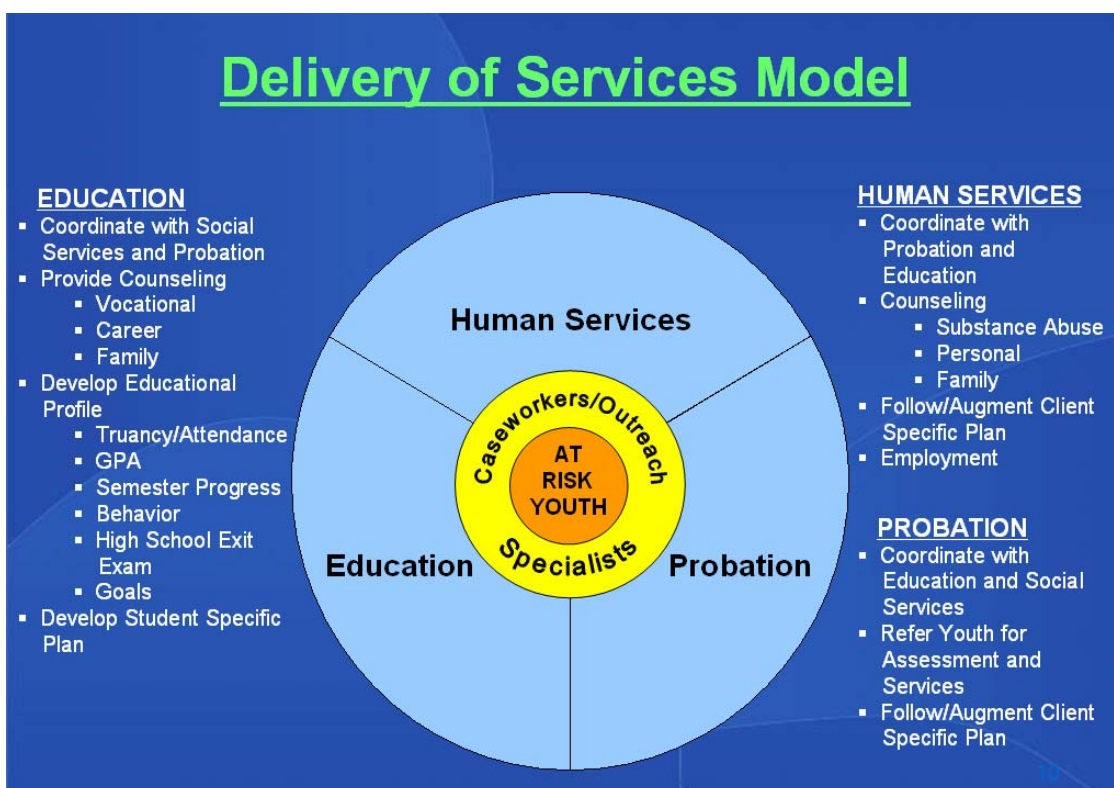 Delivery of Services Model
EDUCATION
▪ Coordinate with Social
Services and Probation
▪ Provide Counseling
▪ Vocational
▪ Career
▪ Family
▪ Develop Educational
Profile
▪ Truancy/Attendance
▪ GPA
▪ Semester Progress
▪ Behavior
▪ High School Exit
Exam
▪ Goals
▪ Develop Student Specific
Plan
Human Services
Caseworkers/Outreach
AT
RISK
YOUTH
Specialists
Education
Probation
HUMAN SERVICES
▪ Coordinate with
Probation and
Education
▪ Counseling
▪ Substance Abuse
▪ Personal
▪ Family
▪ Follow/Augment Client
Specific Plan
▪ Employment
PROBATION
▪ Coordinate with
Education and Social
Services
▪ Refer Youth for
Assessment and
Services
▪ Follow/Augment Client
Specific Plan
10